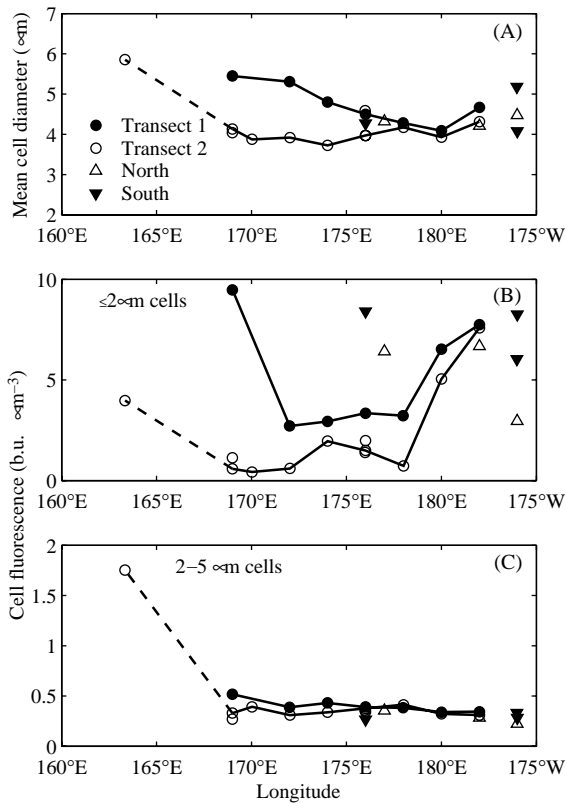 Mean cell diameter (∝m)
7
6
5
4
3
2
(A)
Transect 1
Transect 2
North
South
160°E 165°E 170°E 175°E 180°E 175°W
Cell fluorescence (b.u. ∝m⁻³)
10
5
0
≤2∝m cells
(B)
160°E 165°E 170°E 175°E 180°E 175°W
2
1.5
1
0.5
0
2−5 ∝m cells
(C)
160°E 165°E 170°E 175°E 180°E 175°W
Longitude